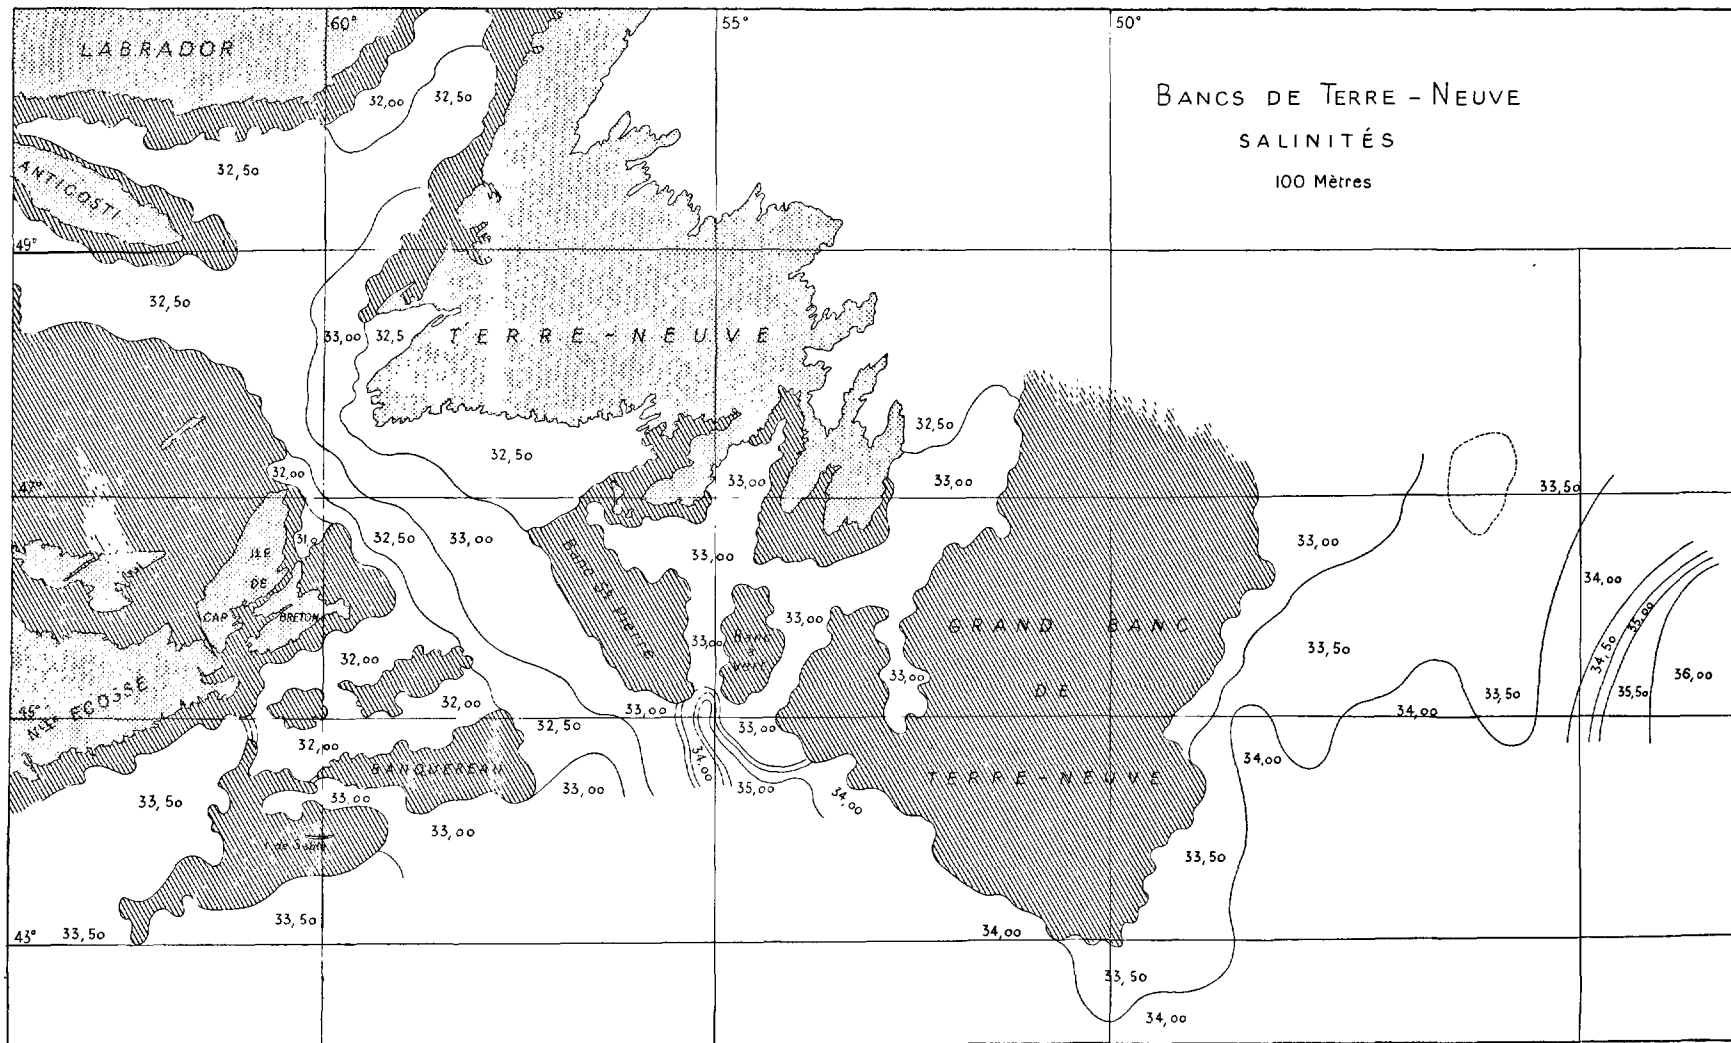 60°
55°
50°
LABRADOR
BANCS DE TERRE - NEUVE
SALINITÉS
100 Mètres
32,00
32,50
32,50
ANTICOSTI
49°
32,50
33,00
32,5
TERRE-NEUVE
32,50
32,50
32,00
47°
33,00
33,00
33,50
32,50
33,00
33,00
33,00
ILE
DE
CAP
BRETON
Banc St Pierre
34,00
33,00
35,00
34,50
33,00
Banc
à
vert
GRAND BANC
33,50
32,00
33,00
35,50
36,00
Nlle ECOSSE
DE
33,50
45°
32,00
32,50
33,00
33,00
34,00
32,00
34,00
34,00
BANQUEREAU
TERRE-NEUVE
33,50
33,00
33,00
35,00
34,00
33,00
I. de Sable
33,50
33,50
43°
33,50
34,00
33,50
34,00